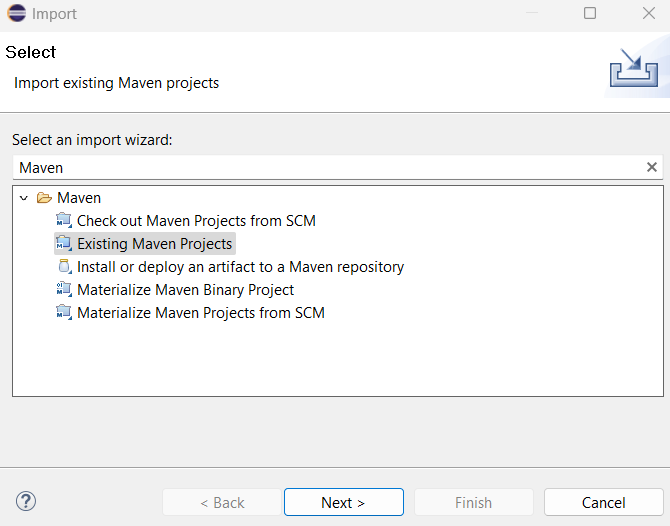 Import
Select
Import existing Maven projects
Select an import wizard:
Maven
Maven
Check out Maven Projects from SCM
Existing Maven Projects
Install or deploy an artifact to a Maven repository
Materialize Maven Binary Project
Materialize Maven Projects from SCM
< Back Next > Finish Cancel